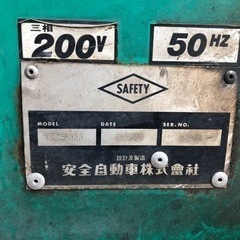 三相
200V
50HZ
SAFETY
MODEL DATE SER.NO.
設計及製造
安全自動車株式會社